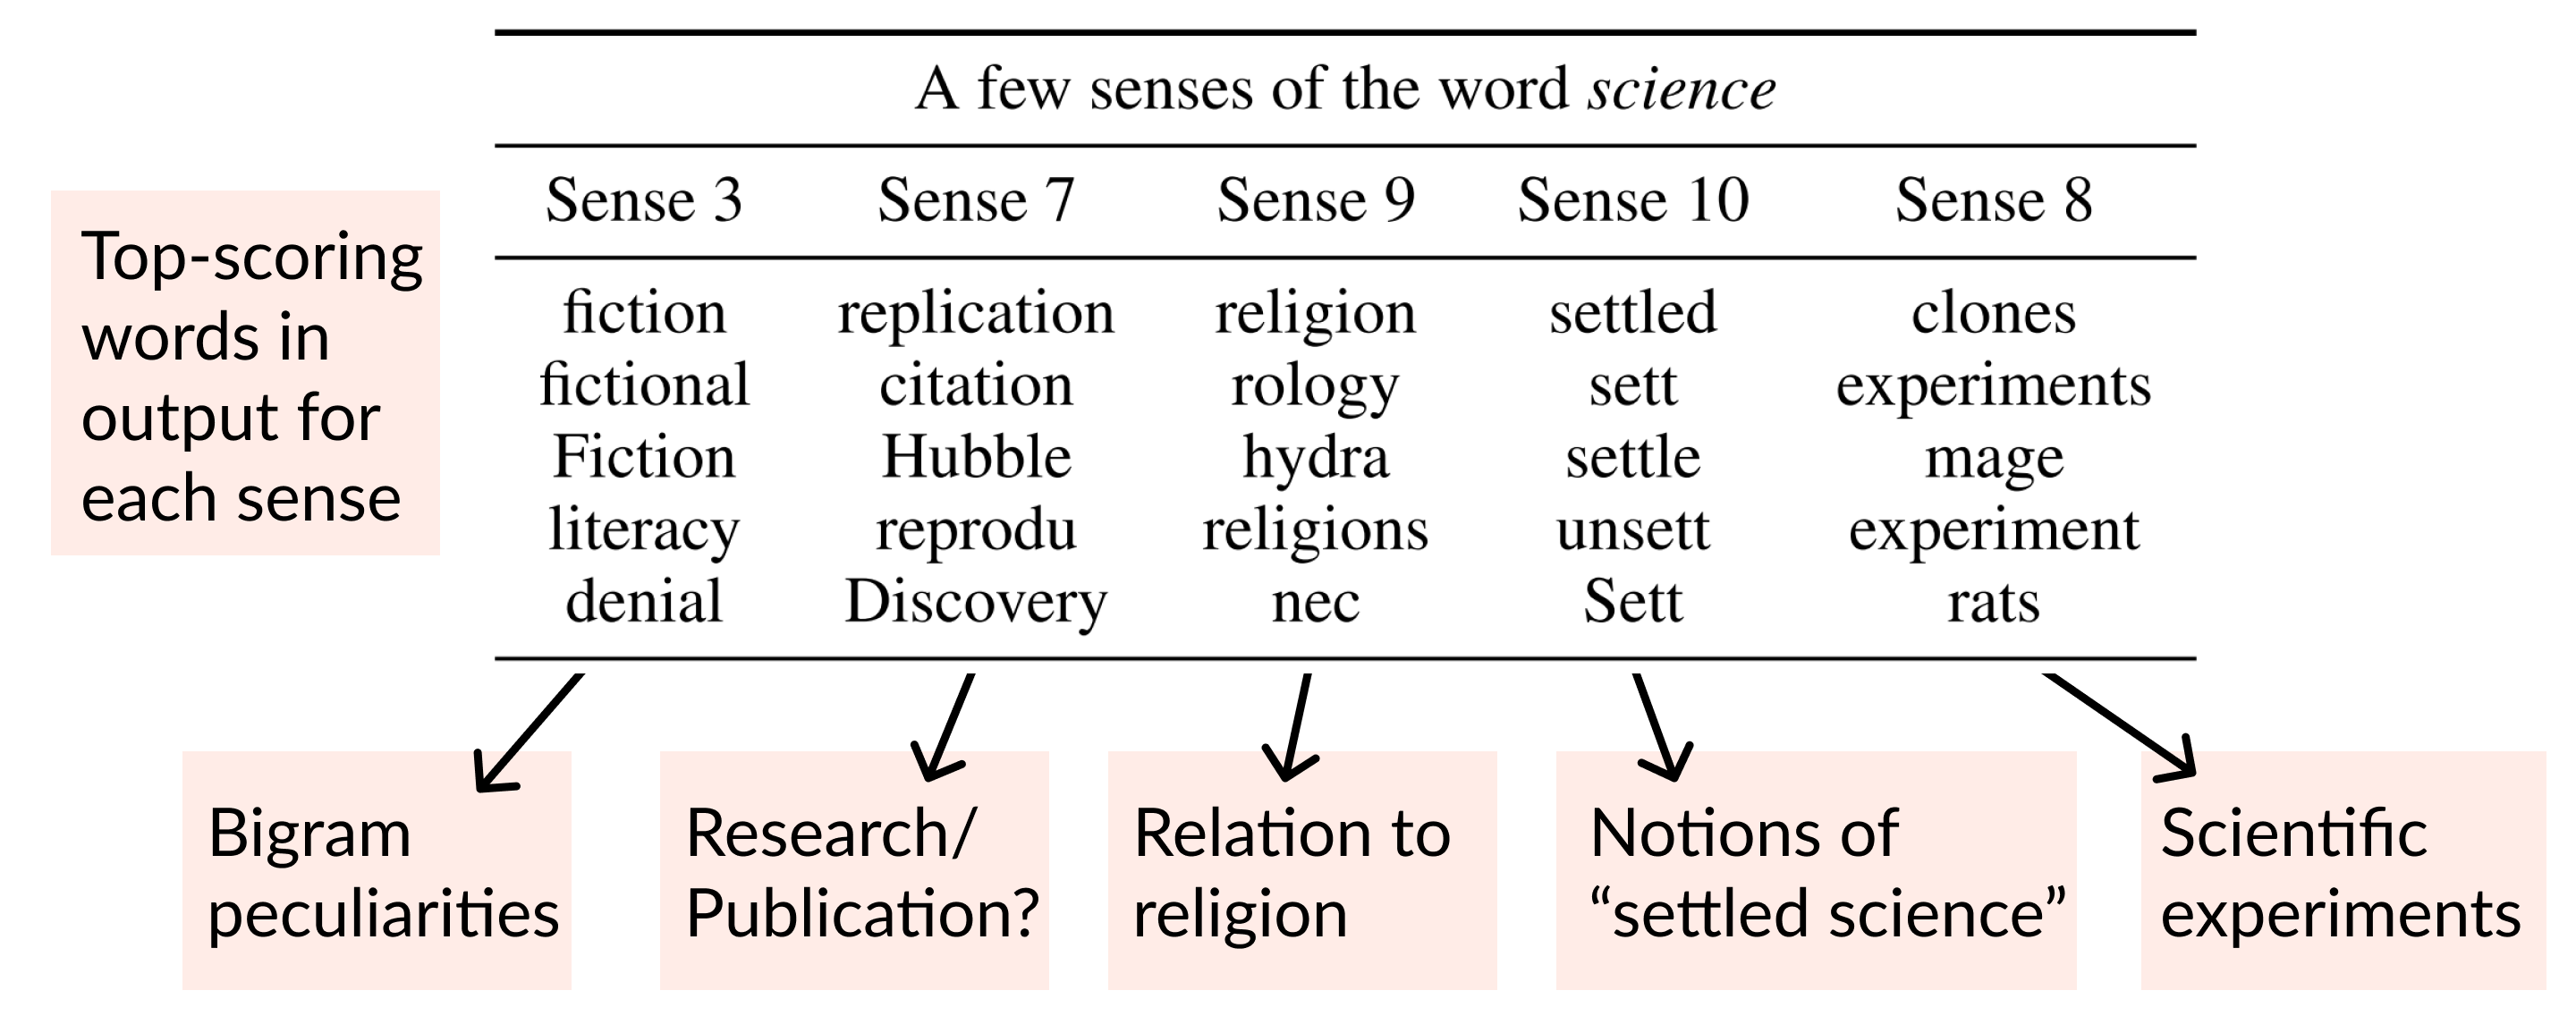 A few senses of the word science
Sense 3 Sense 7 Sense 9 Sense 10 Sense 8
Top-scoring
words in
output for
each sense
fiction replication religion settled clones
fictional citation rology sett experiments
Fiction Hubble hydra settle mage
literacy reprodu religions unsett experiment
denial Discovery nec Sett rats
Bigram
peculiarities
Research/
Publication?
Relation to
religion
Notions of
“settled science”
Scientific
experiments